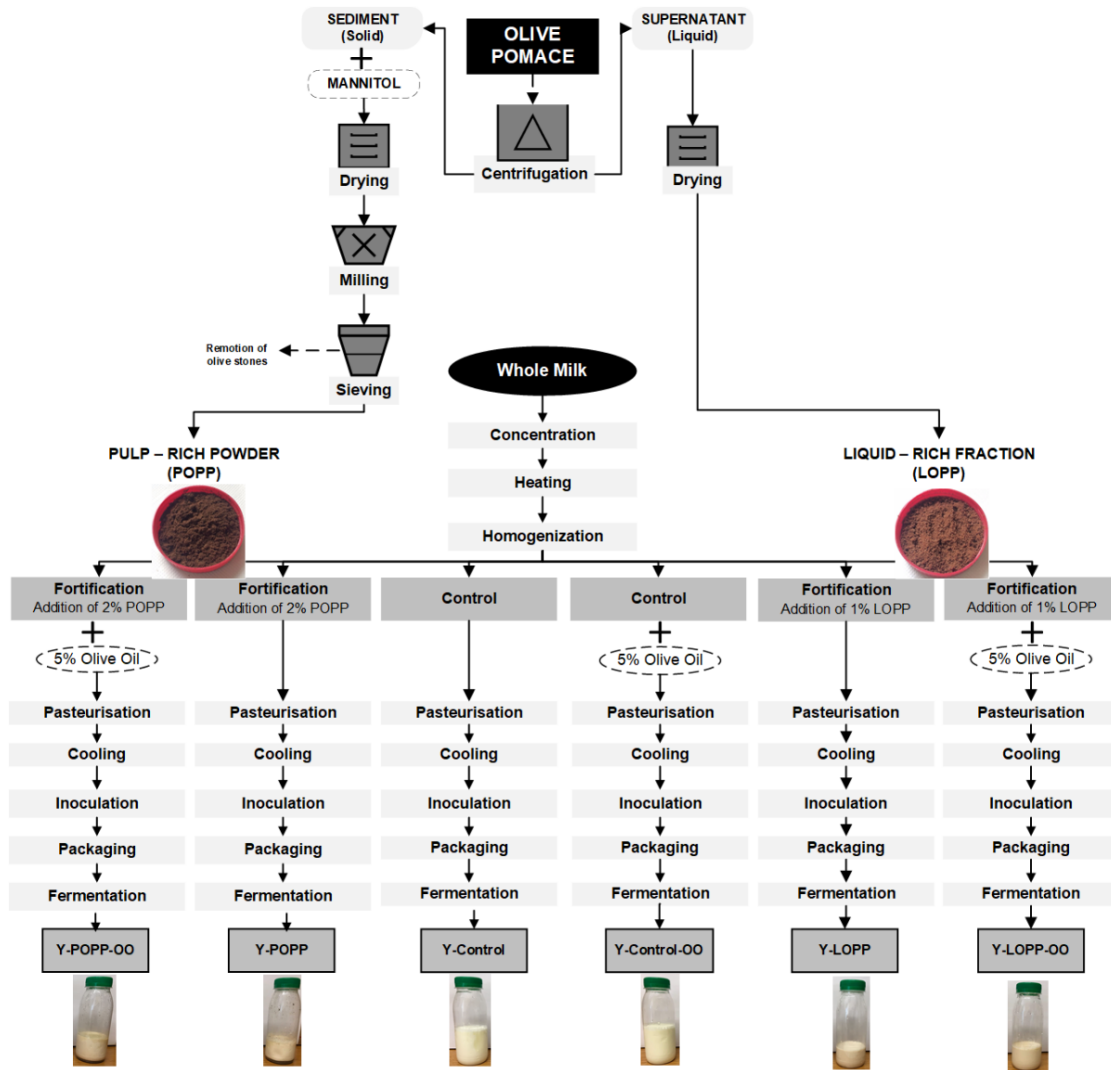 SEDIMENT
(Solid)
OLIVE
POMACE
SUPERNATANT
(Liquid)
MANNITOL
Drying
Centrifugation
Drying
Milling
Remotion of
olive stones
Sieving
Whole Milk
Concentration
PULP – RICH POWDER
(POPP)
LIQUID – RICH FRACTION
(LOPP)
Heating
Homogenization
Fortification
Addition of 2% POPP
Fortification
Addition of 2% POPP
Control
Control
Fortification
Addition of 1% LOPP
Fortification
Addition of 1% LOPP
5% Olive Oil
5% Olive Oil
5% Olive Oil
Pasteurisation
Pasteurisation
Pasteurisation
Pasteurisation
Pasteurisation
Pasteurisation
Cooling
Cooling
Cooling
Cooling
Cooling
Cooling
Inoculation
Inoculation
Inoculation
Inoculation
Inoculation
Inoculation
Packaging
Packaging
Packaging
Packaging
Packaging
Packaging
Fermentation
Fermentation
Fermentation
Fermentation
Fermentation
Fermentation
Y-POPP-OO
Y-POPP
Y-Control
Y-Control-OO
Y-LOPP
Y-LOPP-OO